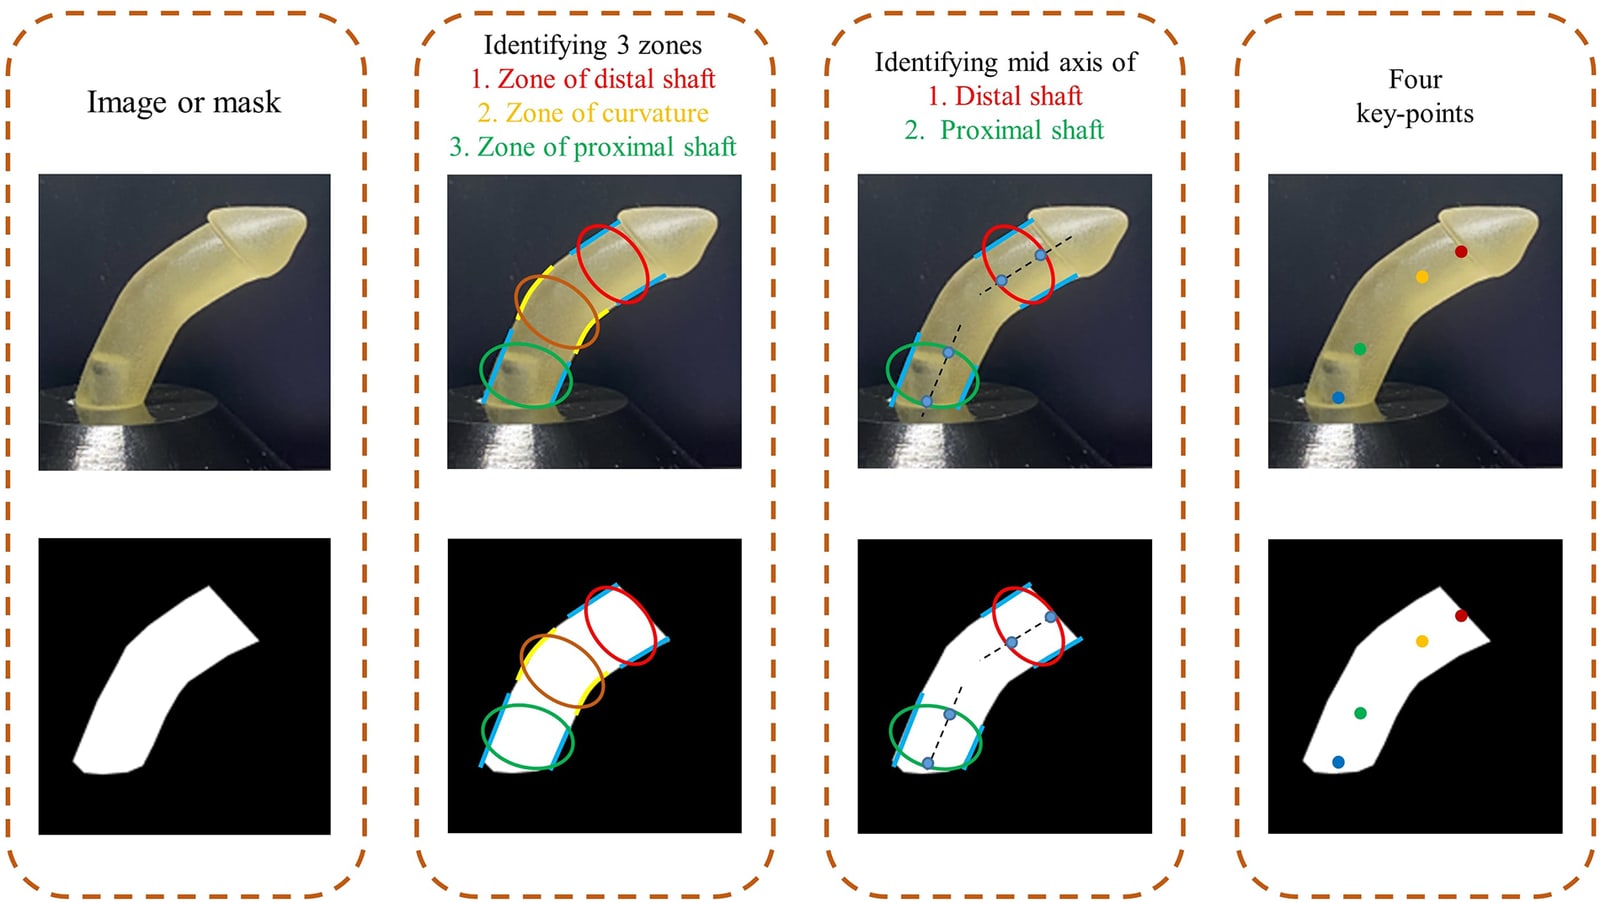 Image or mask
Identifying 3 zones
1. Zone of distal shaft
2. Zone of curvature
3. Zone of proximal shaft
Identifying mid axis of
1. Distal shaft
2. Proximal shaft
Four
key-points